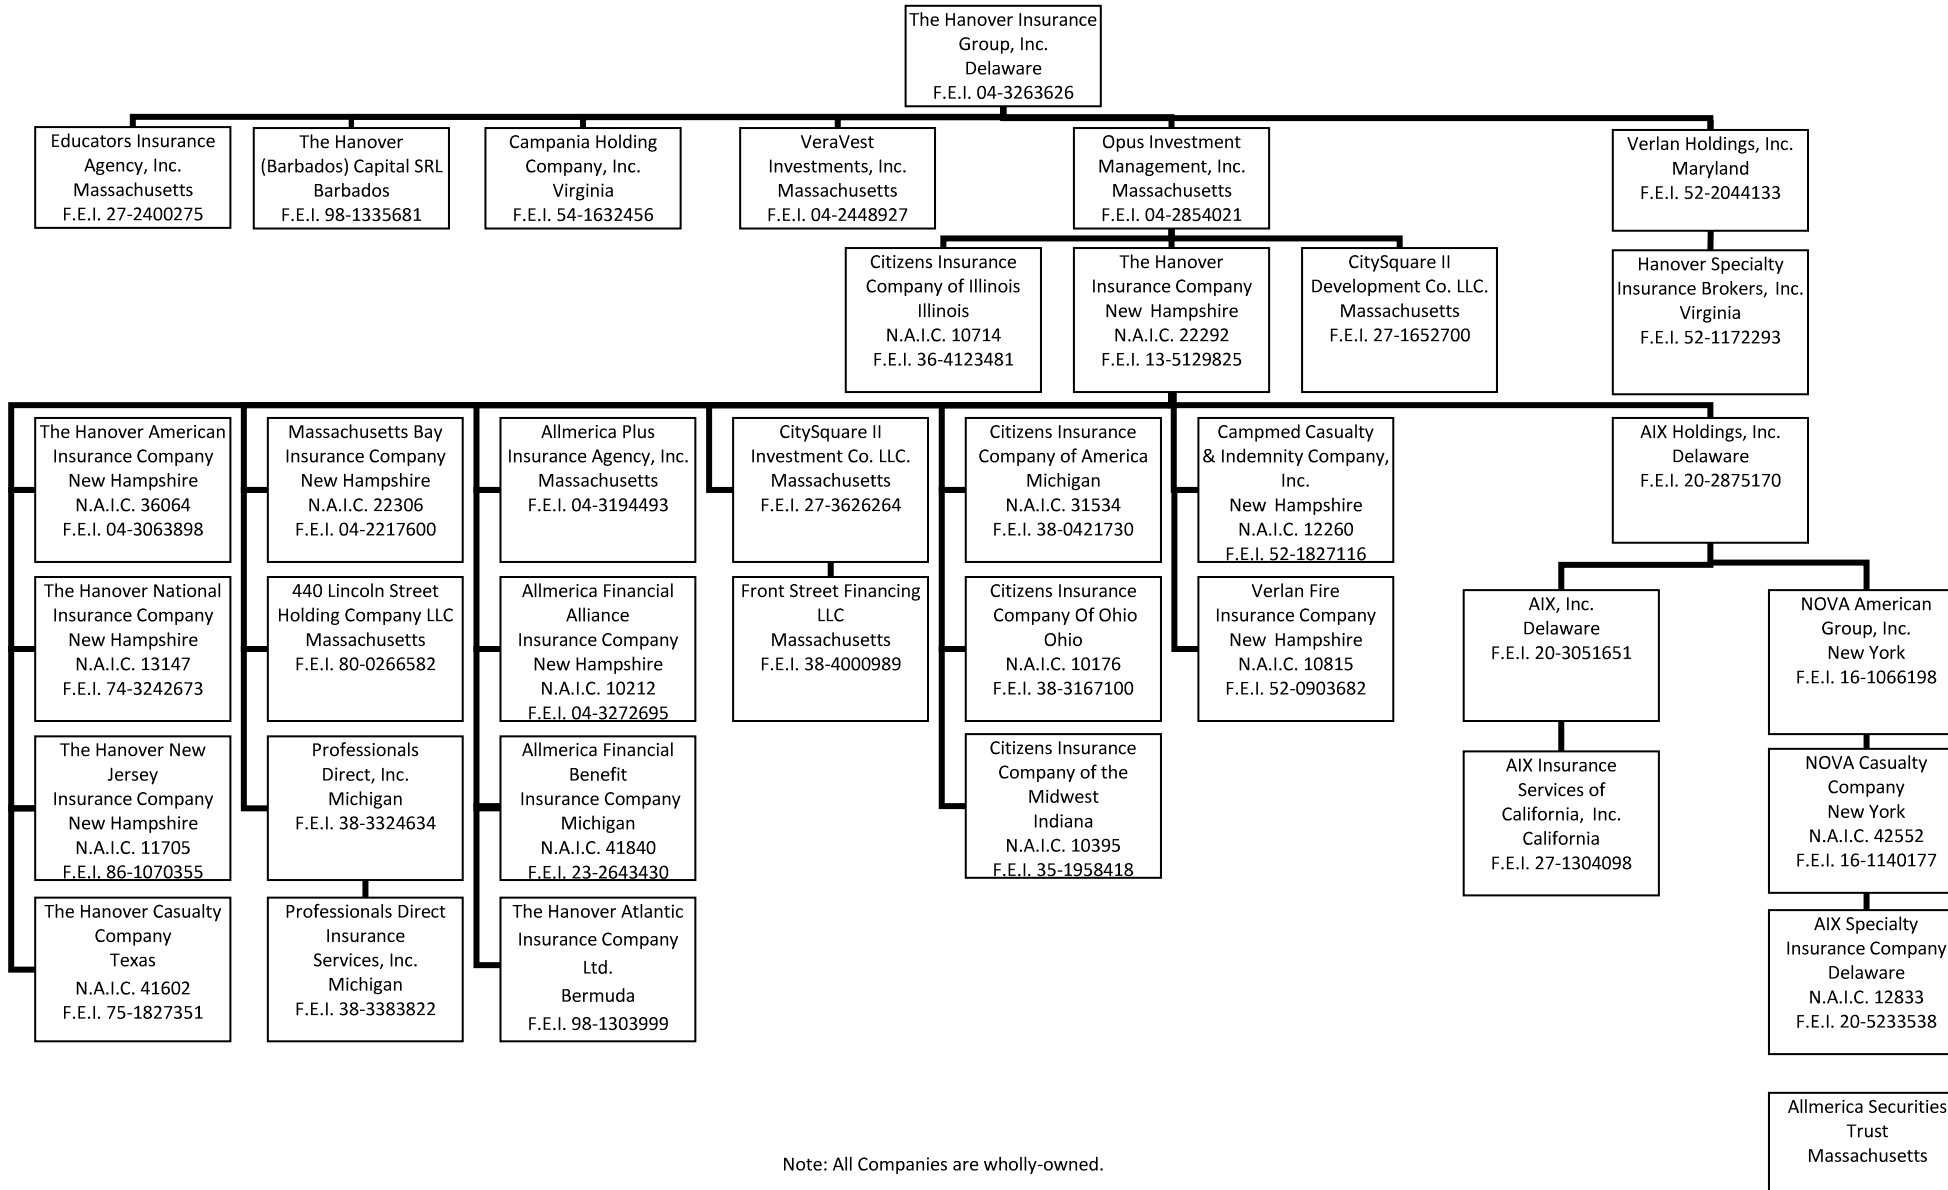 The Hanover Insurance
Group, Inc.
Delaware
F.E.I. 04-3263626
Educators Insurance
Agency, Inc.
Massachusetts
F.E.I. 27-2400275
The Hanover
(Barbados) Capital SRL
Barbados
F.E.I. 98-1335681
Campania Holding
Company, Inc.
Virginia
F.E.I. 54-1632456
VeraVest
Investments, Inc.
Massachusetts
F.E.I. 04-2448927
Opus Investment
Management, Inc.
Massachusetts
F.E.I. 04-2854021
Verlan Holdings, Inc.
Maryland
F.E.I. 52-2044133
Citizens Insurance
Company of Illinois
Illinois
N.A.I.C. 10714
F.E.I. 36-4123481
The Hanover
Insurance Company
New Hampshire
N.A.I.C. 22292
F.E.I. 13-5129825
CitySquare II
Development Co. LLC.
Massachusetts
F.E.I. 27-1652700
Hanover Specialty
Insurance Brokers, Inc.
Virginia
F.E.I. 52-1172293
The Hanover American
Insurance Company
New Hampshire
N.A.I.C. 36064
F.E.I. 04-3063898
Massachusetts Bay
Insurance Company
New Hampshire
N.A.I.C. 22306
F.E.I. 04-2217600
Allmerica Plus
Insurance Agency, Inc.
Massachusetts
F.E.I. 04-3194493
CitySquare II
Investment Co. LLC.
Massachusetts
F.E.I. 27-3626264
Citizens Insurance
Company of America
Michigan
N.A.I.C. 31534
F.E.I. 38-0421730
Campmed Casualty
& Indemnity Company,
Inc.
New Hampshire
N.A.I.C. 12260
F.E.I. 52-1827116
AIX Holdings, Inc.
Delaware
F.E.I. 20-2875170
The Hanover National
Insurance Company
New Hampshire
N.A.I.C. 13147
F.E.I. 74-3242673
440 Lincoln Street
Holding Company LLC
Massachusetts
F.E.I. 80-0266582
Allmerica Financial
Alliance
Insurance Company
New Hampshire
N.A.I.C. 10212
F.E.I. 04-3272695
Front Street Financing
LLC
Massachusetts
F.E.I. 38-4000989
Citizens Insurance
Company Of Ohio
Ohio
N.A.I.C. 10176
F.E.I. 38-3167100
Verlan Fire
Insurance Company
New Hampshire
N.A.I.C. 10815
F.E.I. 52-0903682
AIX, Inc.
Delaware
F.E.I. 20-3051651
NOVA American
Group, Inc.
New York
F.E.I. 16-1066198
The Hanover New
Jersey
Insurance Company
New Hampshire
N.A.I.C. 11705
F.E.I. 86-1070355
Professionals
Direct, Inc.
Michigan
F.E.I. 38-3324634
Allmerica Financial
Benefit
Insurance Company
Michigan
N.A.I.C. 41840
F.E.I. 23-2643430
Citizens Insurance
Company of the
Midwest
Indiana
N.A.I.C. 10395
F.E.I. 35-1958418
AIX Insurance
Services of
California, Inc.
California
F.E.I. 27-1304098
NOVA Casualty
Company
New York
N.A.I.C. 42552
F.E.I. 16-1140177
The Hanover Casualty
Company
Texas
N.A.I.C. 41602
F.E.I. 75-1827351
Professionals Direct
Insurance
Services, Inc.
Michigan
F.E.I. 38-3383822
The Hanover Atlantic
Insurance Company
Ltd.
Bermuda
F.E.I. 98-1303999
AIX Specialty
Insurance Company
Delaware
N.A.I.C. 12833
F.E.I. 20-5233538
Allmerica Securities
Trust
Massachusetts
Note: All Companies are wholly-owned.